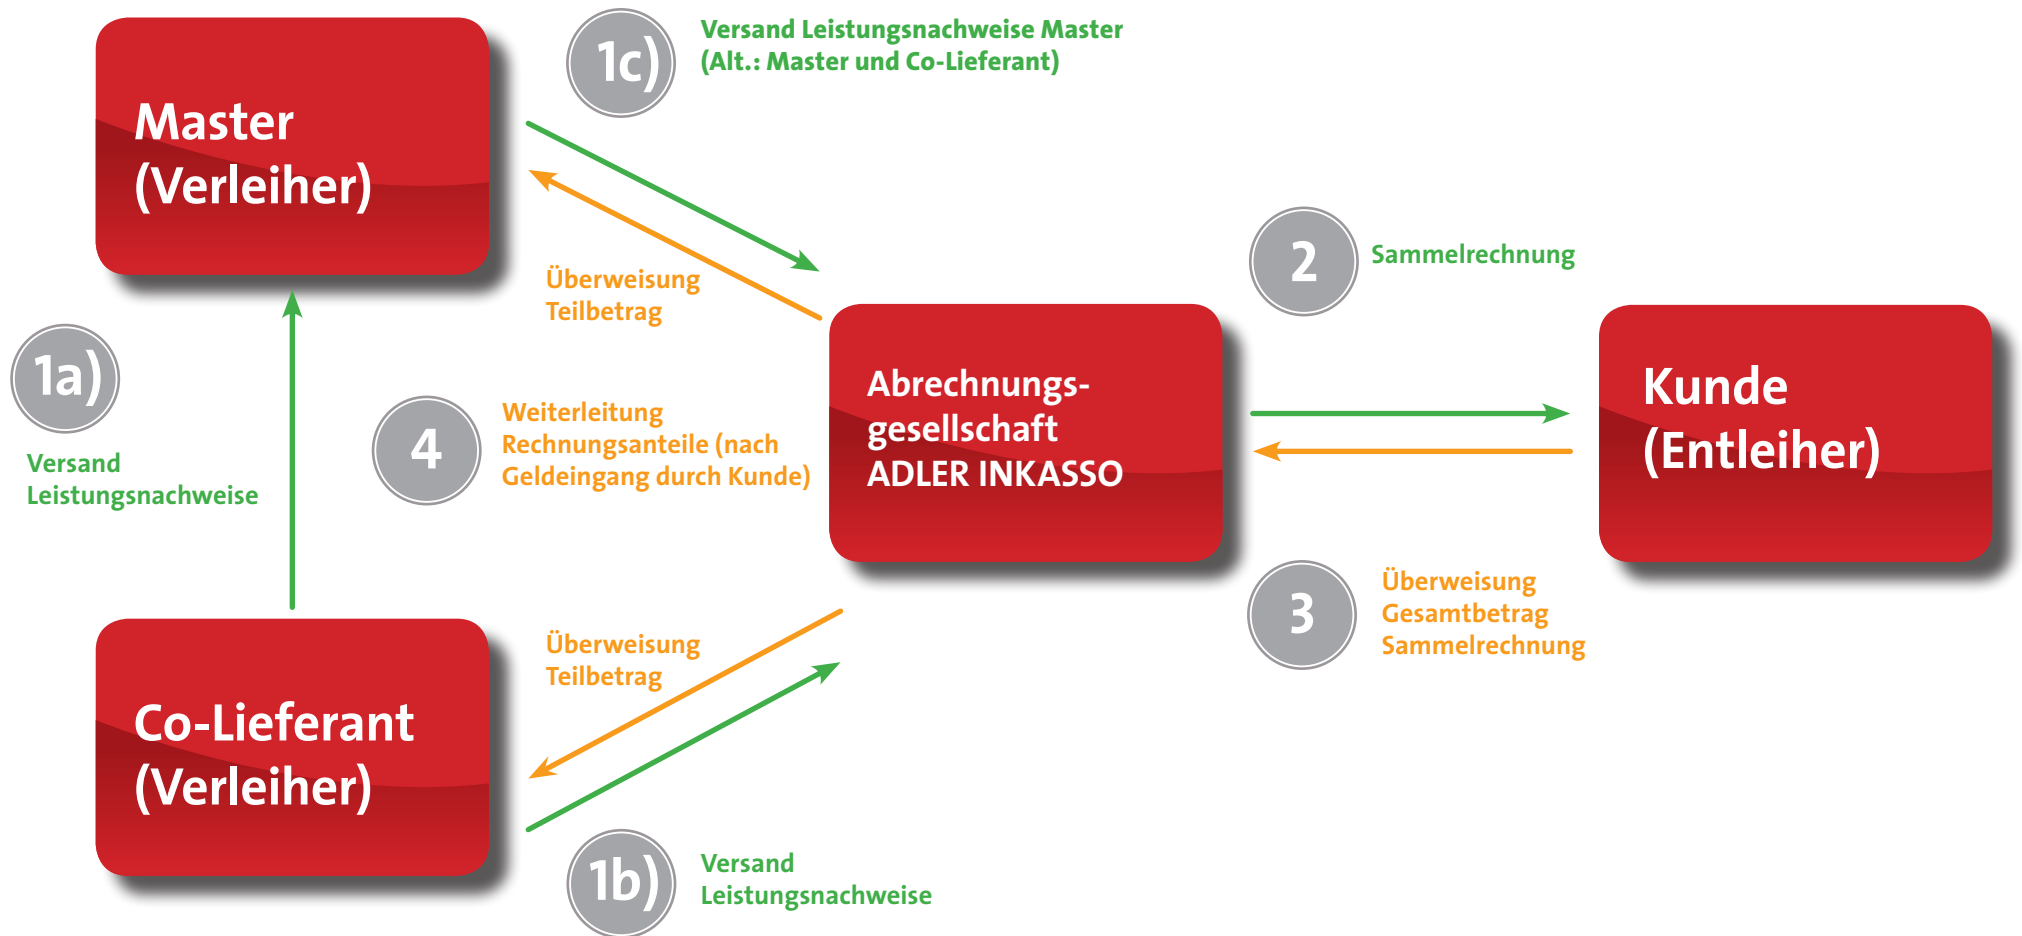 1c)
Versand Leistungsnachweise Master
(Alt.: Master und Co-Lieferant)
Master
(Verleiher)
Überweisung
Teilbetrag
2
Sammelrechnung
1a)
Versand
Leistungsnachweise
4
Weiterleitung
Rechnungsanteile (nach
Geldeingang durch Kunde)
Abrechnungs-
gesellschaft
ADLER INKASSO
Kunde
(Entleiher)
3
Überweisung
Gesamtbetrag
Sammelrechnung
Überweisung
Teilbetrag
Co-Lieferant
(Verleiher)
1b)
Versand
Leistungsnachweise